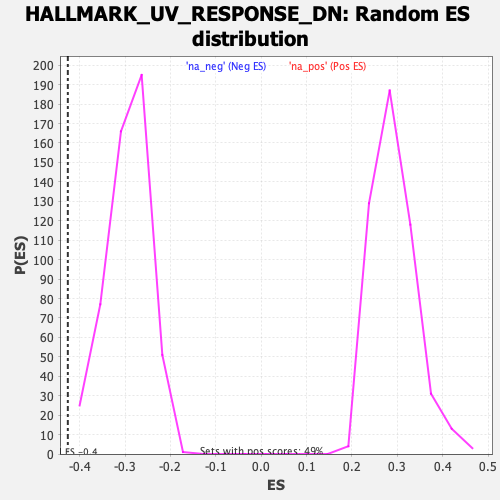 HALLMARK_UV_RESPONSE_DN: Random ES
distribution
'na_neg' (Neg ES) 'na_pos' (Pos ES)
P(ES)
200
190
180
170
160
150
140
130
120
110
100
90
80
70
60
50
40
30
20
10
0
ES -0.4
Sets with pos scores: 49%
-0.4 -0.3 -0.2 -0.1 0.0 0.1 0.2 0.3 0.4 0.5
ES